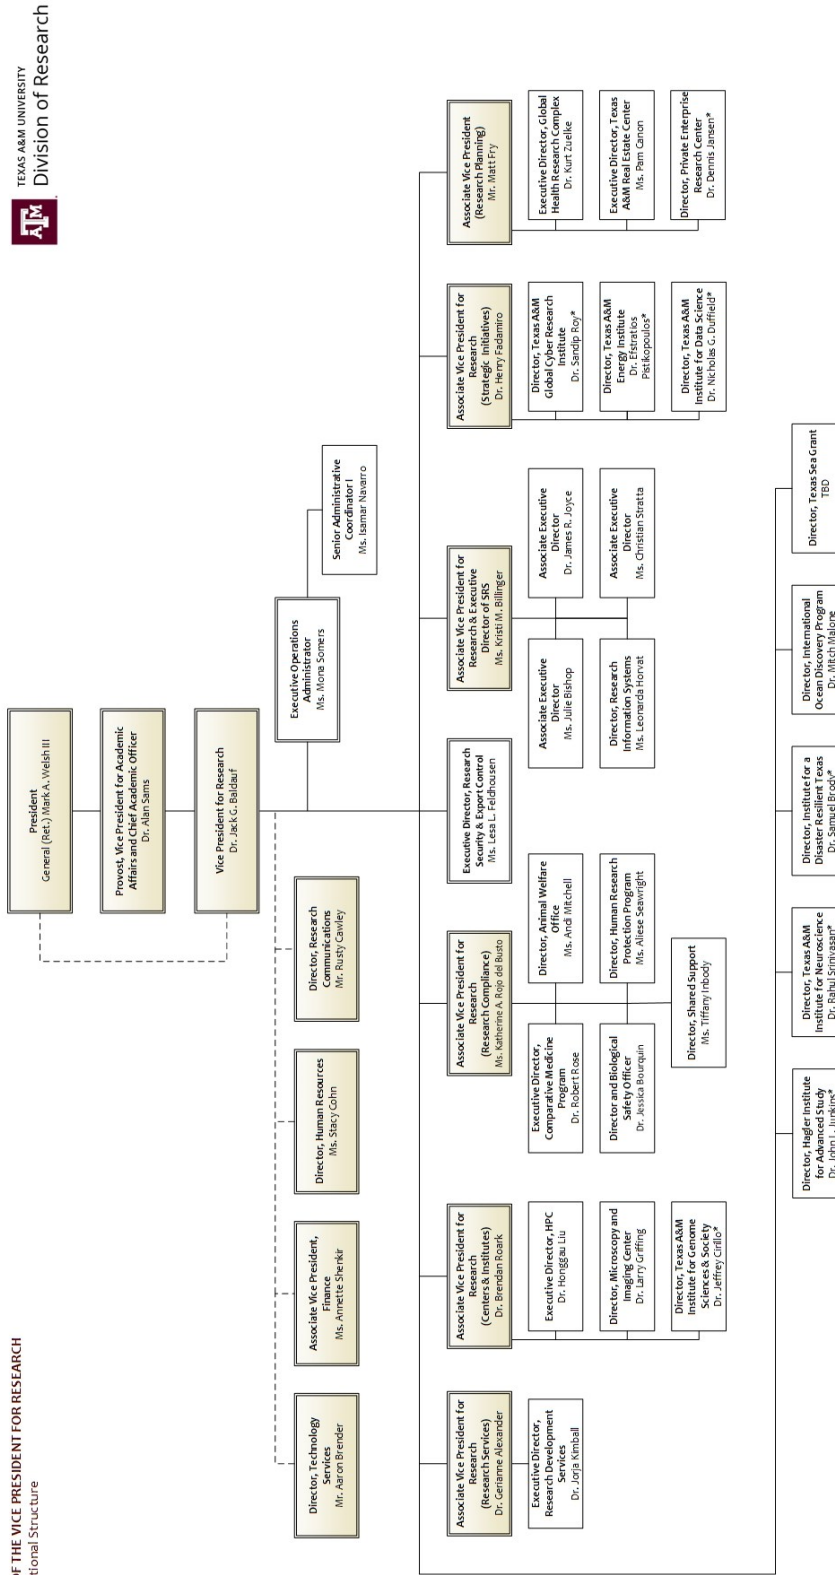 OF THE VICE PRESIDENT FOR RESEARCH
tional Structure
TEXAS A&M UNIVERSITY
Division of Research
President
General (Ret.) Mark A. Welsh III
Provost, Vice President for Academic
Affairs and Chief Academic Officer
Dr. Alan Sams
Vice President for Research
Dr. Jack G. Baldauf
Executive Operations
Administrator
Ms. Mona Somers
Senior Administrative
Coordinator I
Ms. Isamar Navarro
Director, Technology
Services
Mr. Aaron Brender
Associate Vice President,
Finance
Ms. Annette Shenkir
Director, Human Resources
Ms. Stacy Cohn
Director, Research
Communications
Mr. Rusty Cawley
Associate Vice President for
Research
(Research Services)
Dr. Gerianne Alexander
Executive Director,
Research Development
Services
Dr. Jorja Kimball
Associate Vice President for
Research
(Centers & Institutes)
Dr. Brendan Roark
Executive Director, HPC
Dr. Honggau Liu
Director, Microscopy and
Imaging Center
Dr. Larry Griffing
Director, Texas A&M
Institute for Genome
Sciences & Society
Dr. Jeffrey Cirillo*
Associate Vice President for
Research
(Research Compliance)
Ms. Katherine A. Rojo del Busto
Executive Director,
Comparative Medicine
Program
Dr. Robert Rose
Director, Animal Welfare
Office
Ms. Andi Mitchell
Director and Biological
Safety Officer
Dr. Jessica Bourquin
Director, Human Research
Protection Program
Ms. Aliese Seawright
Director, Shared Support
Ms. Tiffany Inbody
Executive Director, Research
Security & Export Control
Ms. Lesa L. Feldhousen
Associate Vice President for
Research & Executive
Director of SRS
Ms. Kristi M. Billinger
Associate Executive
Director
Ms. Julie Bishop
Associate Executive
Director
Dr. James R. Joyce
Director, Research
Information Systems
Ms. Leonarda Horvat
Associate Executive
Director
Ms. Christian Stratta
Associate Vice President for
Research
(Strategic Initiatives)
Dr. Henry Fadamiro
Director, Texas A&M
Global Cyber Research
Institute
Dr. Sandip Roy*
Director, Texas A&M
Energy Institute
Dr. Efstratios
Pistikopoulos*
Director, Texas A&M
Institute for Data Science
Dr. Nicholas G. Duffield*
Associate Vice President
(Research Planning)
Mr. Matt Fry
Executive Director, Global
Health Research Complex
Dr. Kurt Zuelke
Executive Director, Texas
A&M Real Estate Center
Ms. Pam Canon
Director, Private Enterprise
Research Center
Dr. Dennis Jansen*
Director, Hagler Institute
for Advanced Study
Dr. John L. Junkins*
Director, Texas A&M
Institute for Neuroscience
Dr. Rahul Srinivasan*
Director, Institute for a
Disaster Resilient Texas
Dr. Samuel Brody*
Director, International
Ocean Discovery Program
Dr. Mitch Malone
Director, Texas Sea Grant
TBD